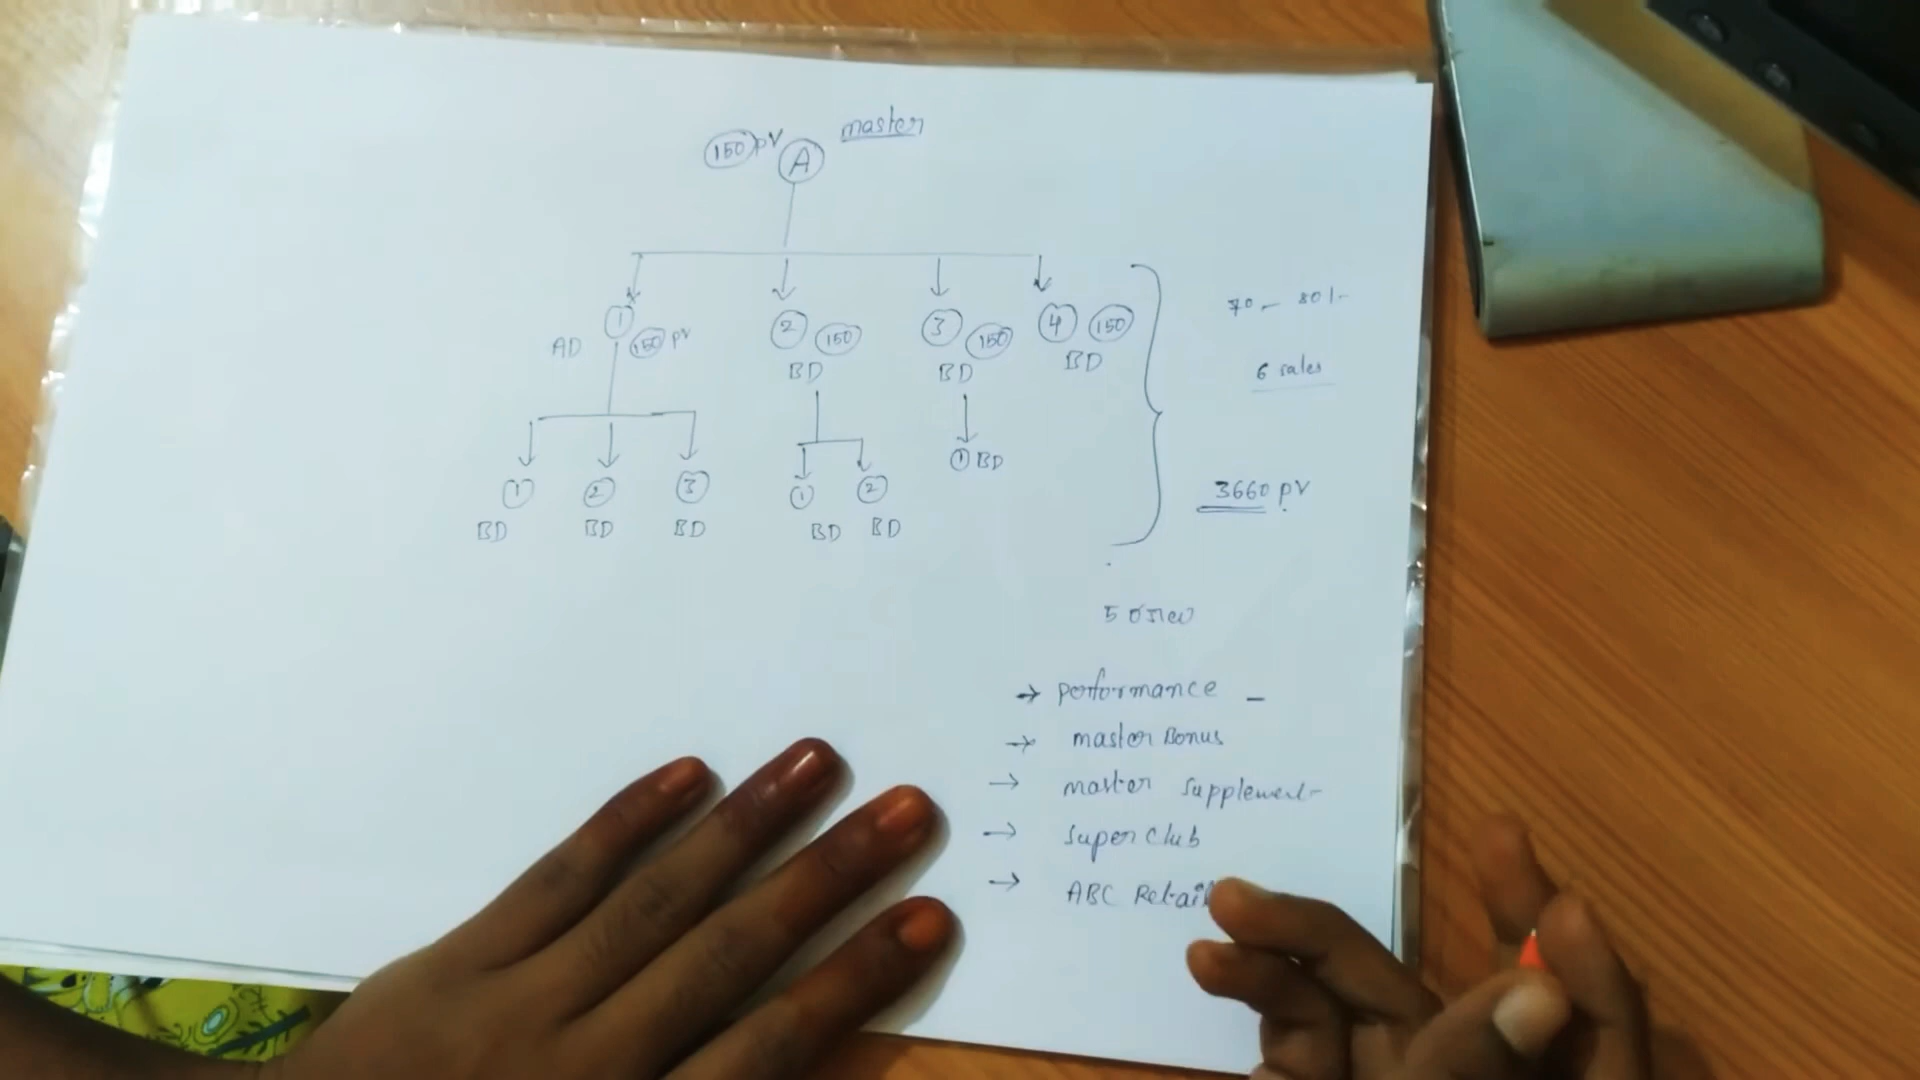 150 PV A master
1 2 3 4
AD 150 PV 150 150 150
BD BD BD
1 BD
1 2 3 1 2
BD BD BD BD BD
6 sales
3660 PV
5
→ performance -
→ master Bonus
→ master supplement
→ super club
→ ABC Retail